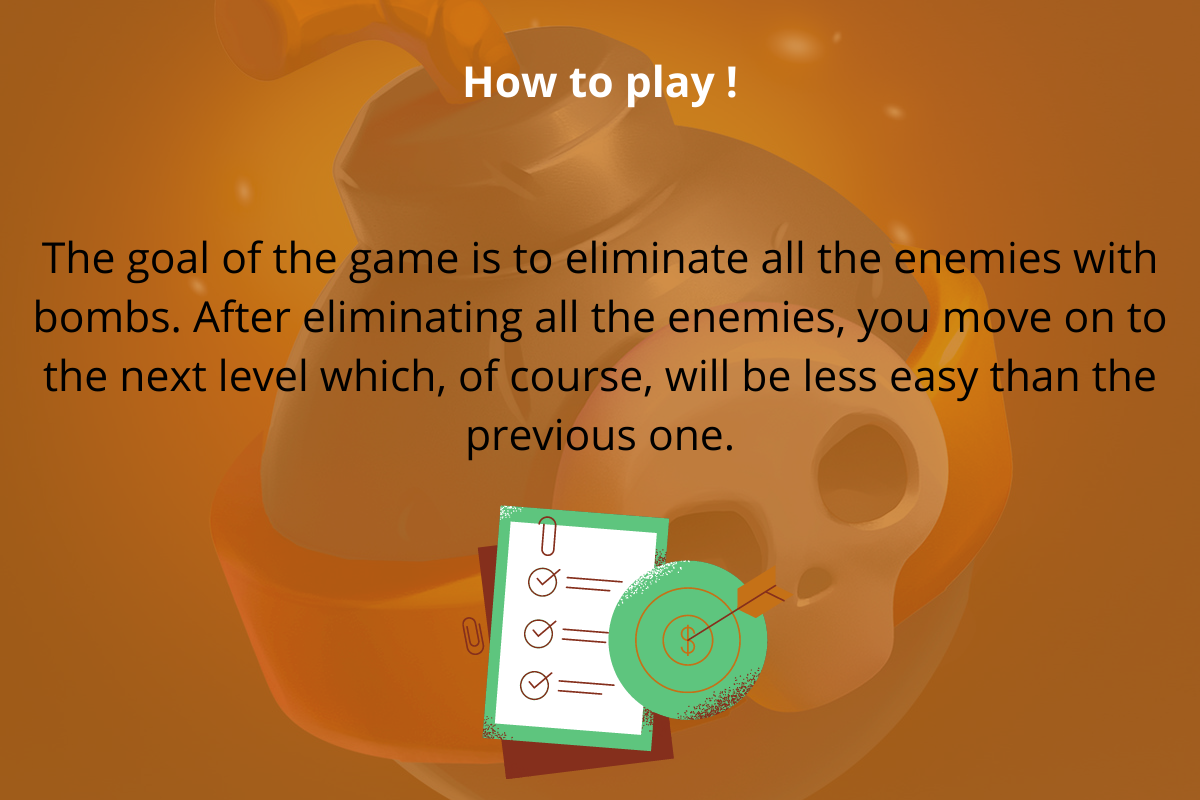 How to play !
The goal of the game is to eliminate all the enemies with
bombs. After eliminating all the enemies, you move on to
the next level which, of course, will be less easy than the
previous one.
$